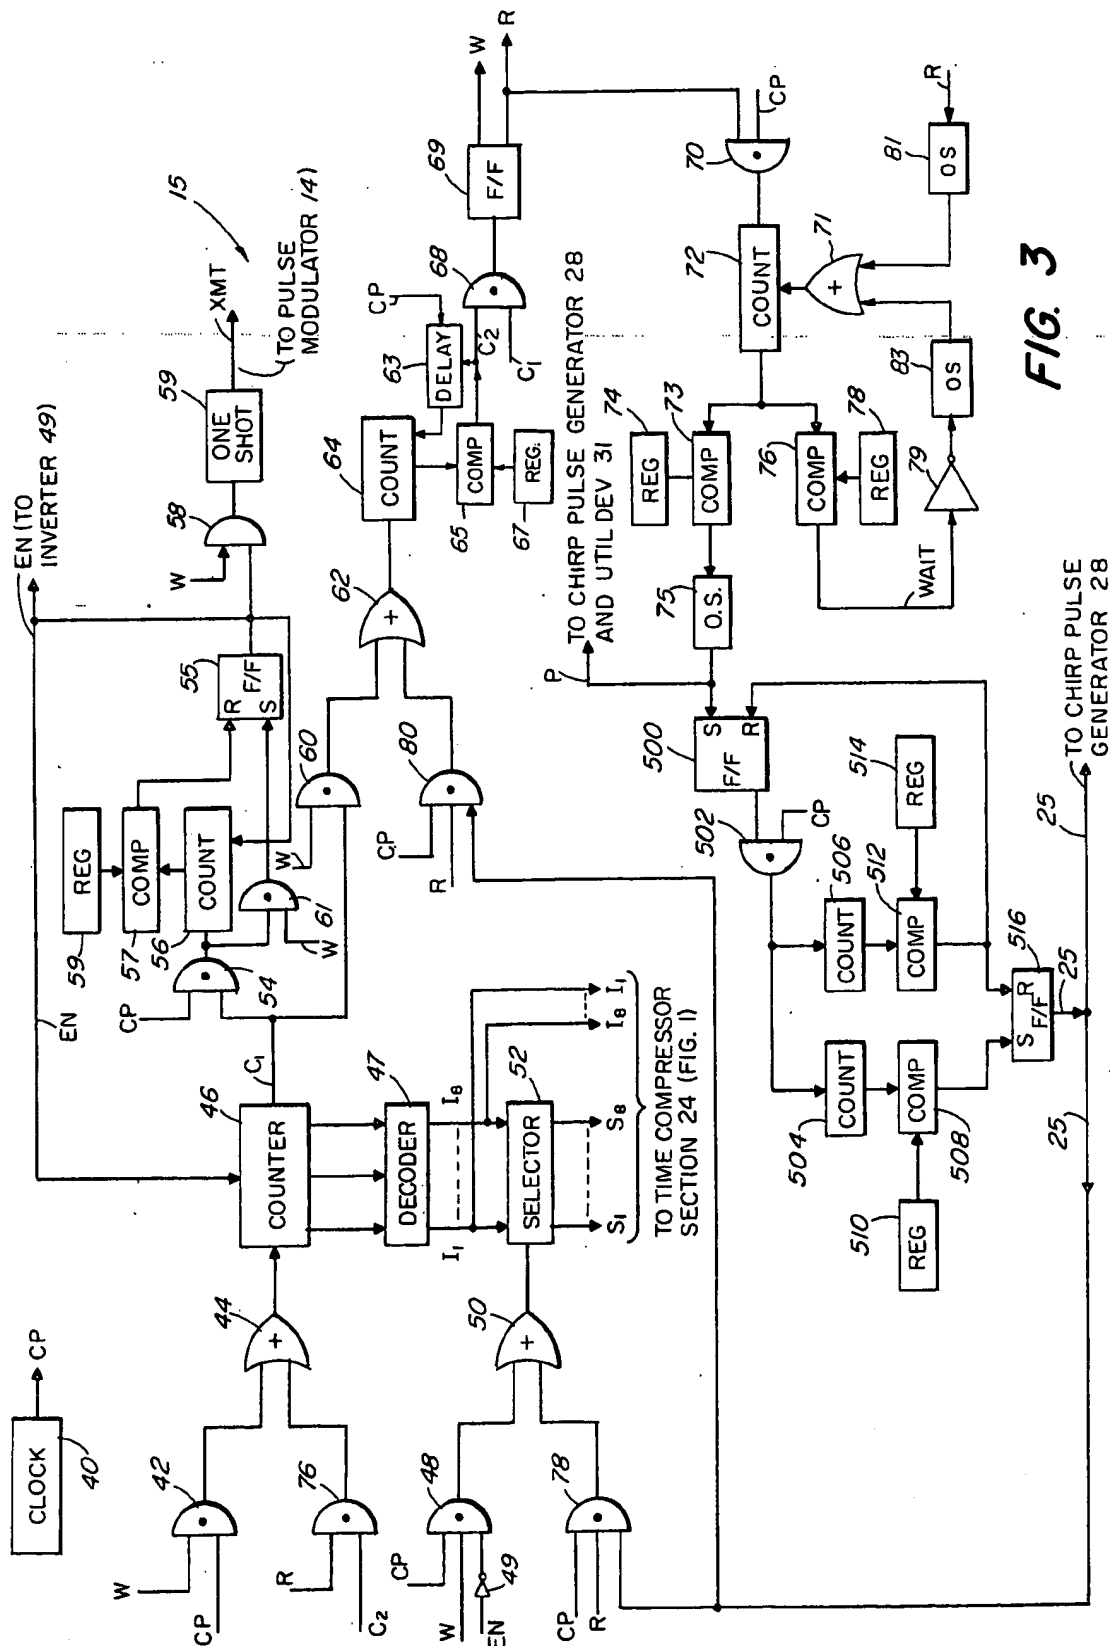 CLOCK
40
CP
W
CP
42
R
C2
76
44
+
CP
W
EN
49
48
CP
R
78
50
+
EN
46
COUNTER
C1
47
DECODER
I1
I8
52
SELECTOR
S1
S8
I8
I1
TO TIME COMPRESSOR
SECTION 24 (FIG. 1)
CP
54
59
REG
57
COMP
56
COUNT
61
W
55
R
F/F
S
EN (TO
INVERTER 49)
W
58
59
ONE
SHOT
XMT
(TO PULSE
MODULATOR 14)
15
W
60
CP
R
80
62
+
64
COUNT
CP
63
DELAY
65
COMP
67
REG.
C2
C1
68
69
F/F
W
R
70
CP
72
COUNT
71
+
81
OS
R
83
OS
79
WAIT
74
REG
73
COMP
76
COMP
78
REG
75
O.S.
P
TO CHIRP PULSE GENERATOR 28
AND UTIL DEV 31
500
S
F/F
R
502
CP
504
COUNT
506
COUNT
508
COMP
510
REG
512
COMP
514
REG
516
S
F/F
R
25
25
25
TO CHIRP PULSE
GENERATOR 28
FIG. 3